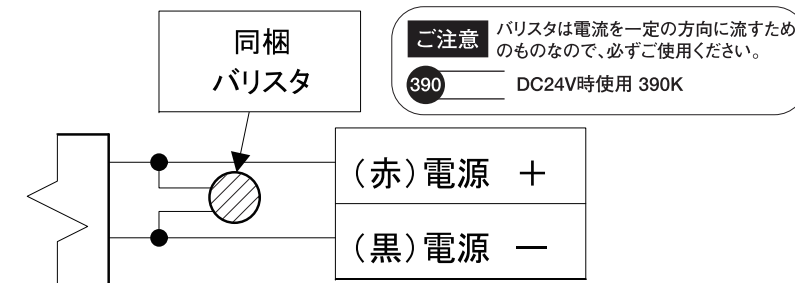 同梱
バリスタ
ご注意
バリスタは電流を一定の方向に流すため
のものなので、必ずご使用ください。
390
DC24V時使用 390K
（赤）電源 ＋
（黒）電源 －